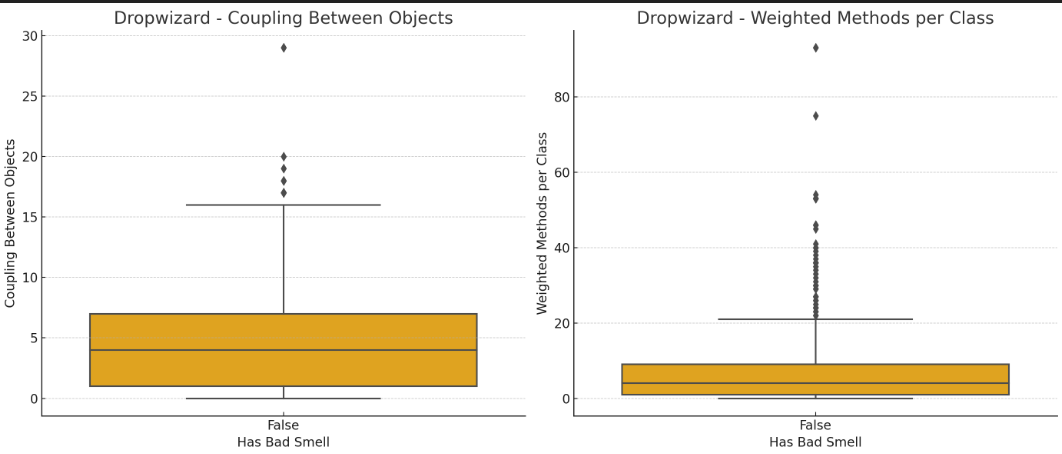 Dropwizard - Coupling Between Objects
30
25
20
15
10
5
0
Coupling Between Objects
False
Has Bad Smell
Dropwizard - Weighted Methods per Class
80
60
40
20
0
Weighted Methods per Class
False
Has Bad Smell